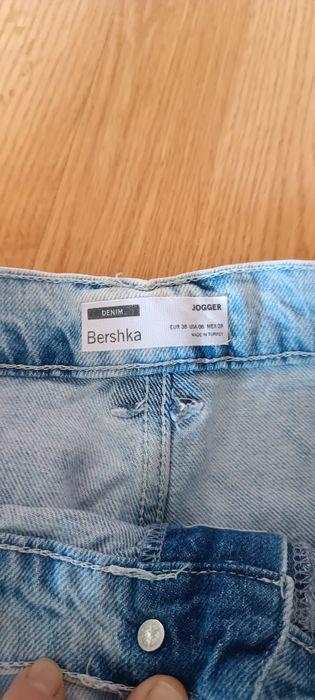 DENIM
JOGGER
Bershka
EUR 38 USA 06 MEX 28
MADE IN TURKEY